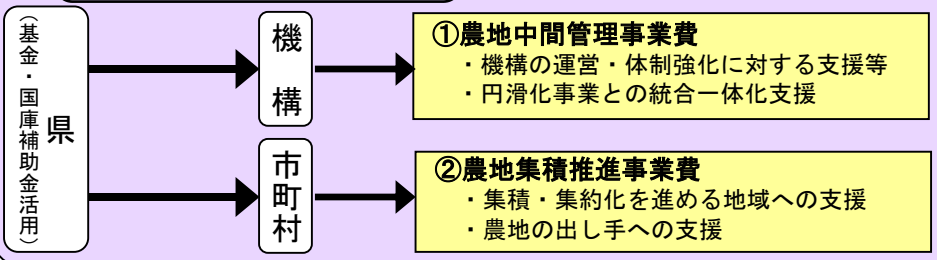 県
（基金・国庫補助金活用）
機構
①農地中間管理事業費
・機構の運営・体制強化に対する支援等
・円滑化事業との統合一体化支援
市町村
②農地集積推進事業費
・集積・集約化を進める地域への支援
・農地の出し手への支援